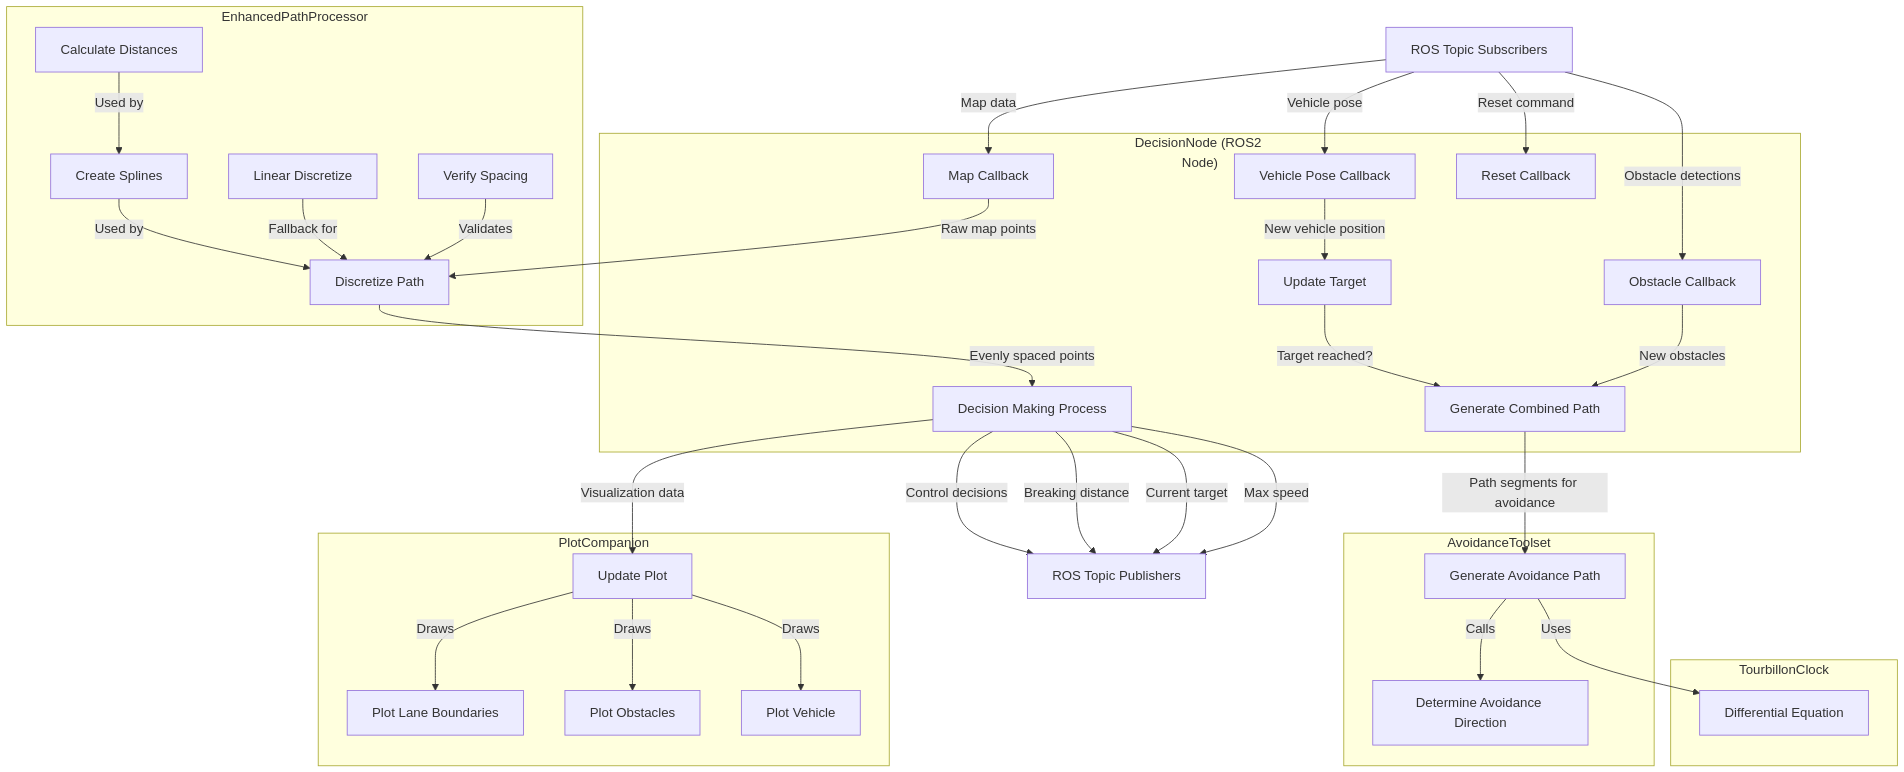 EnhancedPathProcessor
Calculate Distances
ROS Topic Subscribers
Used by
Map data
Vehicle pose
Reset command
DecisionNode (ROS2
Node)
Create Splines
Linear Discretize
Verify Spacing
Map Callback
Vehicle Pose Callback
Reset Callback
Obstacle detections
Used by
Fallback for
Validates
Raw map points
New vehicle position
Discretize Path
Update Target
Obstacle Callback
Evenly spaced points
Target reached?
New obstacles
Decision Making Process
Generate Combined Path
Visualization data
Control decisions
Breaking distance
Current target
Max speed
Path segments for
avoidance
PlotCompanion
AvoidanceToolset
Update Plot
ROS Topic Publishers
Generate Avoidance Path
Draws
Draws
Draws
Calls
Uses
TourbillonClock
Plot Lane Boundaries
Plot Obstacles
Plot Vehicle
Determine Avoidance
Direction
Differential Equation